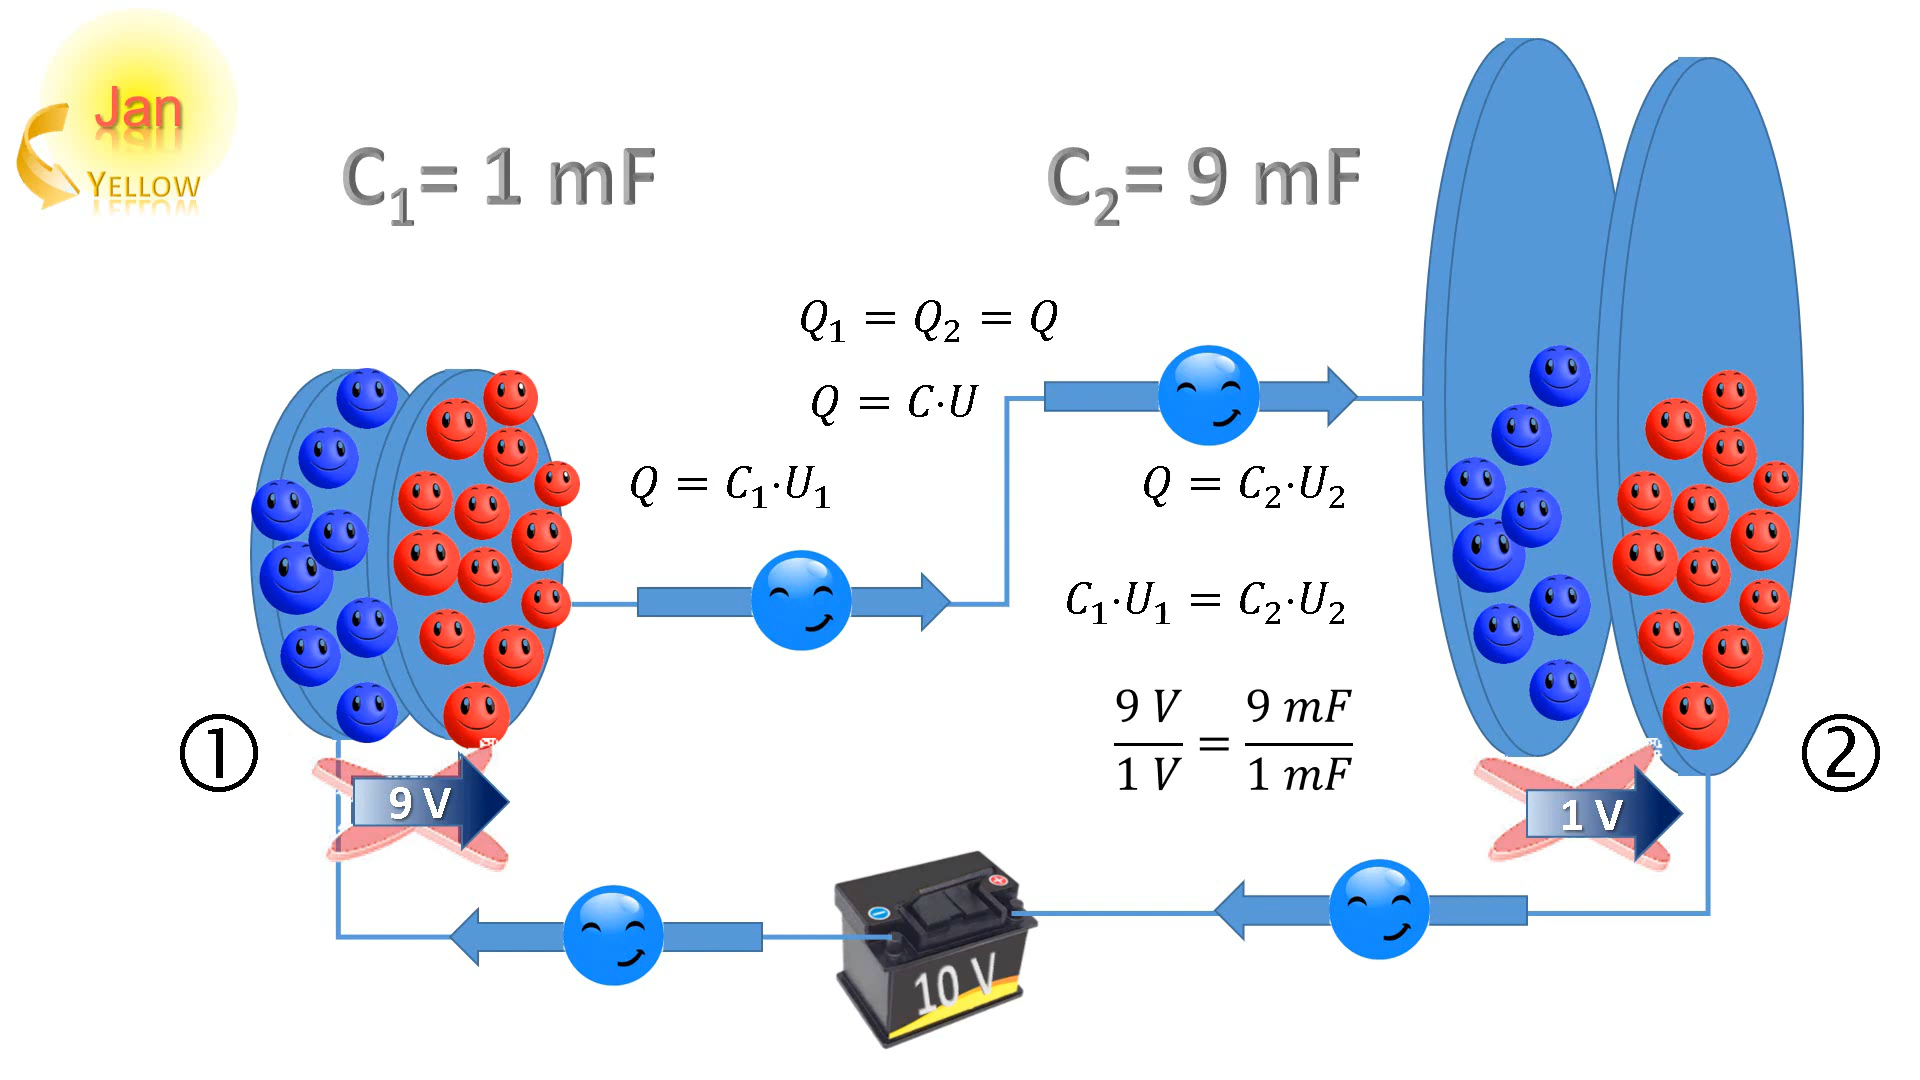 Jan
YELLOW
C₁= 1 mF
C₂= 9 mF
Q₁ = Q₂ = Q
Q = C·U
Q = C₁·U₁
Q = C₂·U₂
C₁·U₁ = C₂·U₂
9 V / 1 V = 9 mF / 1 mF
①
②
9 V
1 V
10 V